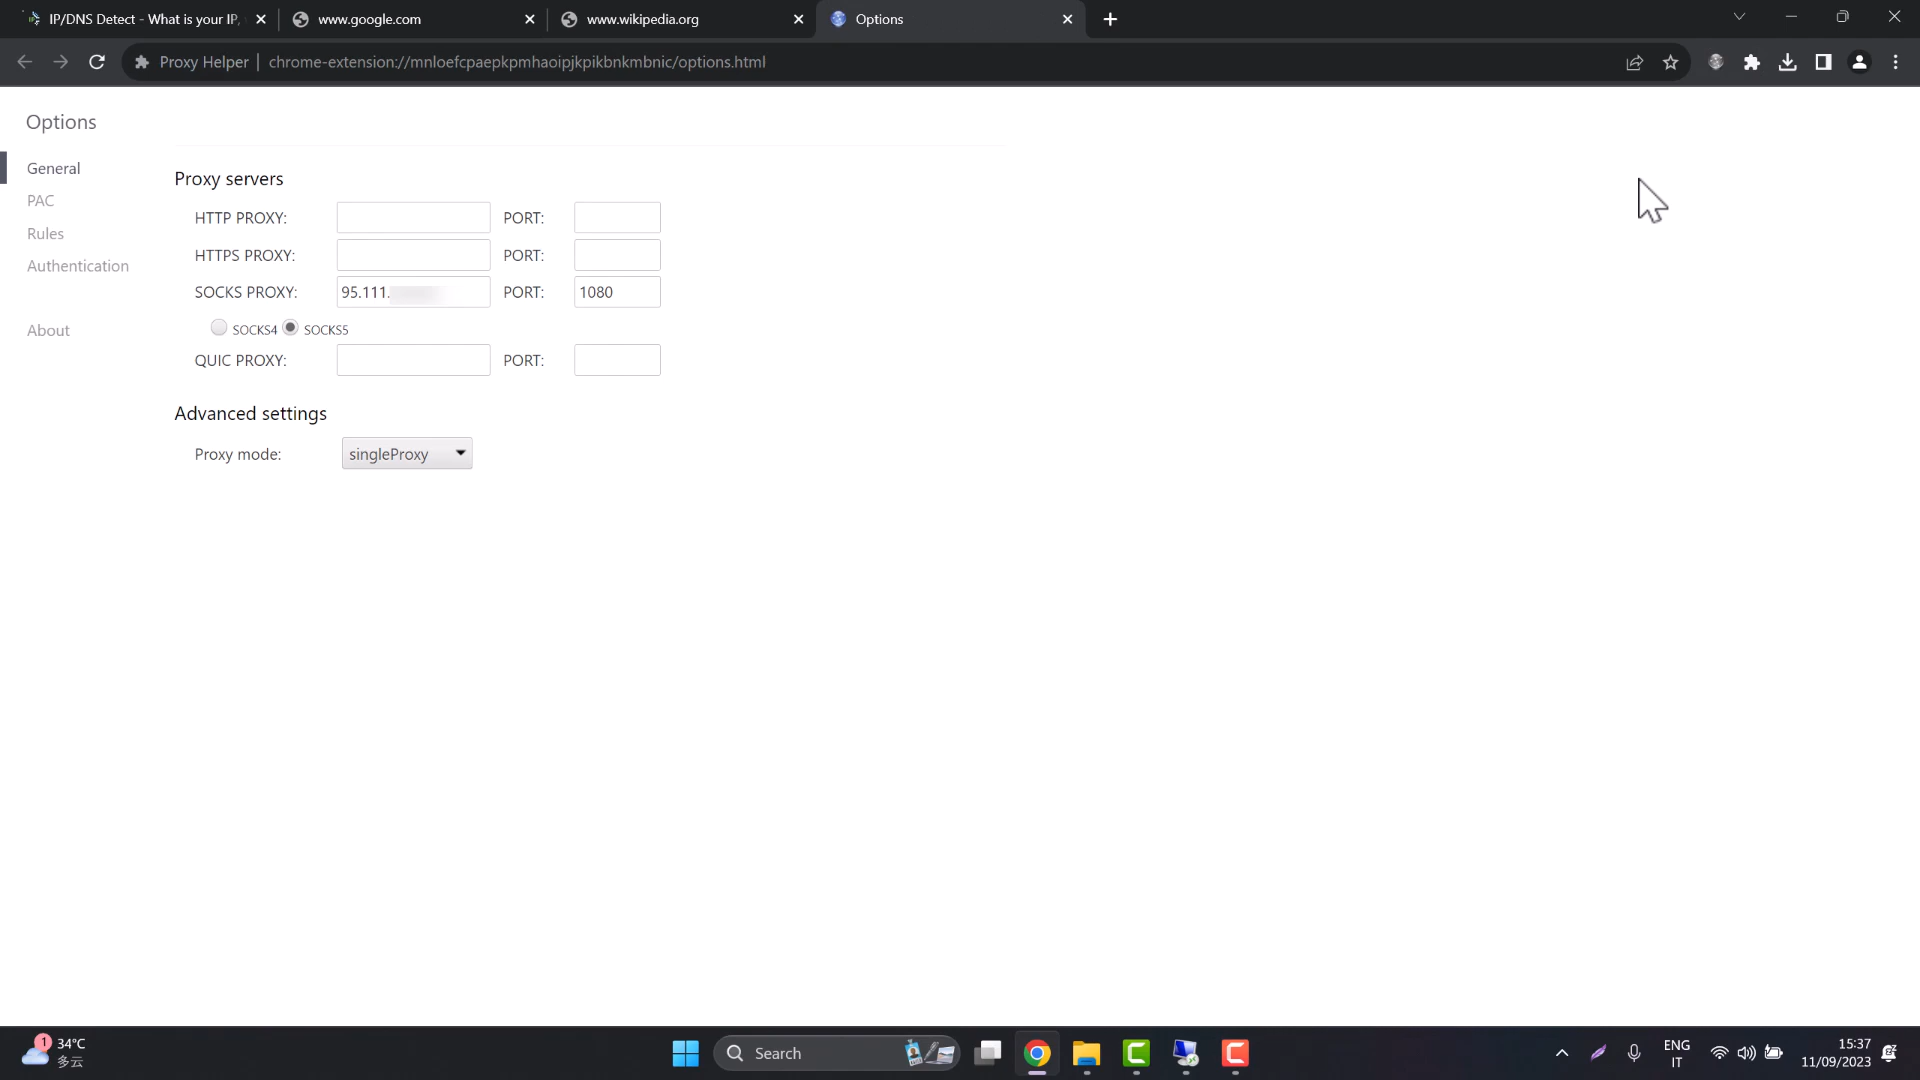 IP/DNS Detect - What is your IP,
www.google.com
www.wikipedia.org
Options
Proxy Helper | chrome-extension://mnloefcpaepkpmhaoipjkpikbnkmbnic/options.html
Options
General
PAC
Rules
Authentication
About
Proxy servers
HTTP PROXY: PORT:
HTTPS PROXY: PORT:
SOCKS PROXY: 95.111. PORT: 1080
SOCKS4 SOCKS5
QUIC PROXY: PORT:
Advanced settings
Proxy mode: singleProxy
1
34°C
多云
Search
ENG
IT
15:37
11/09/2023